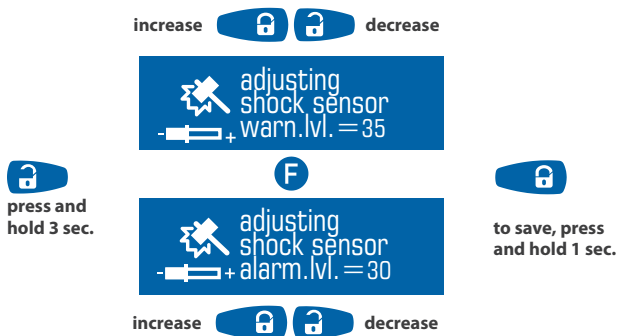 increase decrease
adjusting
shock sensor
- + warn.lvl. = 35
F
press and
hold 3 sec.
to save, press
and hold 1 sec.
adjusting
shock sensor
- + alarm.lvl. = 30
increase decrease